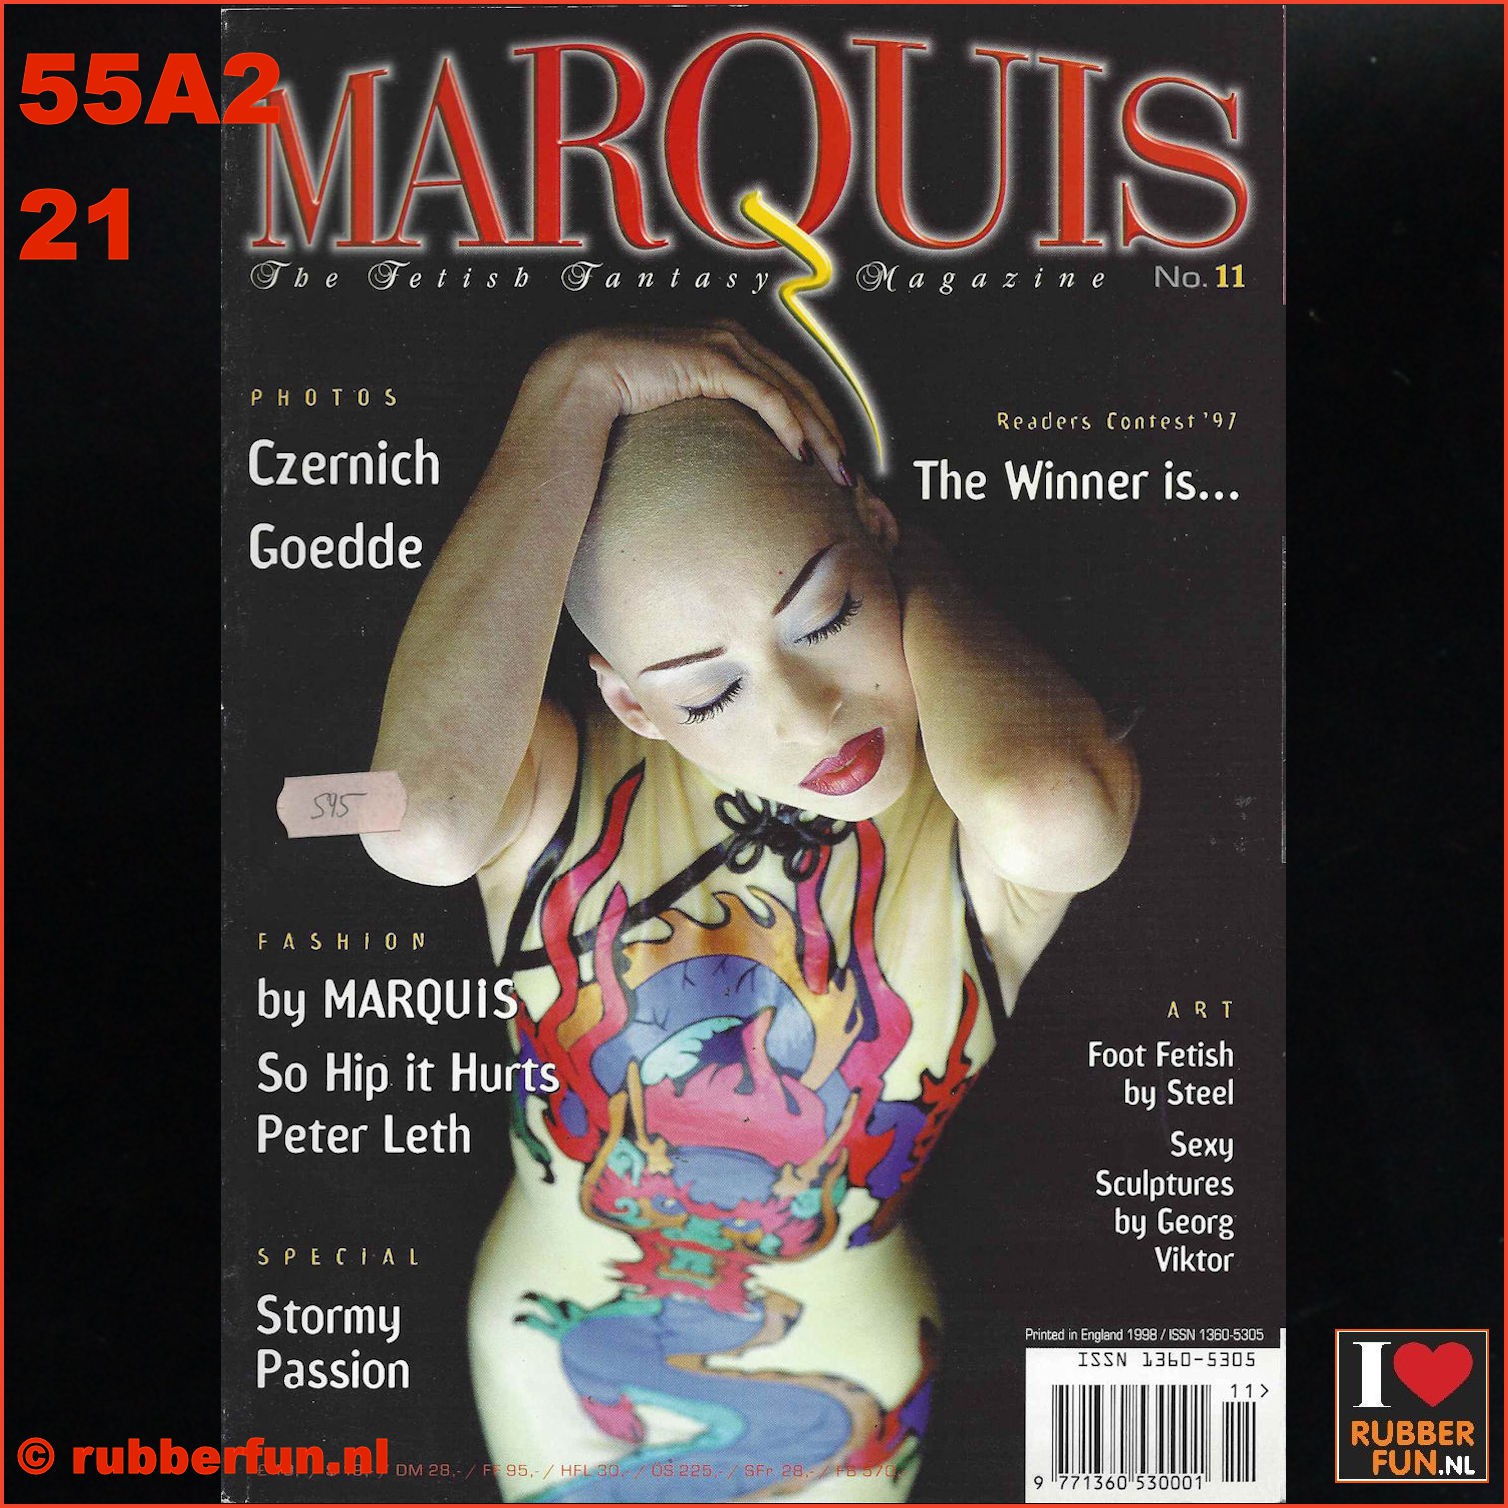 55A2
21
MARQUIS
The Fetish Fantasy Magazine No. 11
PHOTOS
Czernich
Goedde
Readers Contest '97
The Winner is...
545
FASHION
by MARQUIS
So Hip it Hurts
Peter Leth
ART
Foot Fetish
by Steel
Sexy
Sculptures
by Georg
Viktor
SPECIAL
Stormy
Passion
Printed in England 1998 / ISSN 1360-5305
ISSN 1360-5305
11>
9 771360 530001
DM 28,- / FF 95,- / HFL 30,- / ÖS 225,- / SFr. 28,- / FB 570,-
© rubberfun.nl
I
RUBBER
FUN.NL